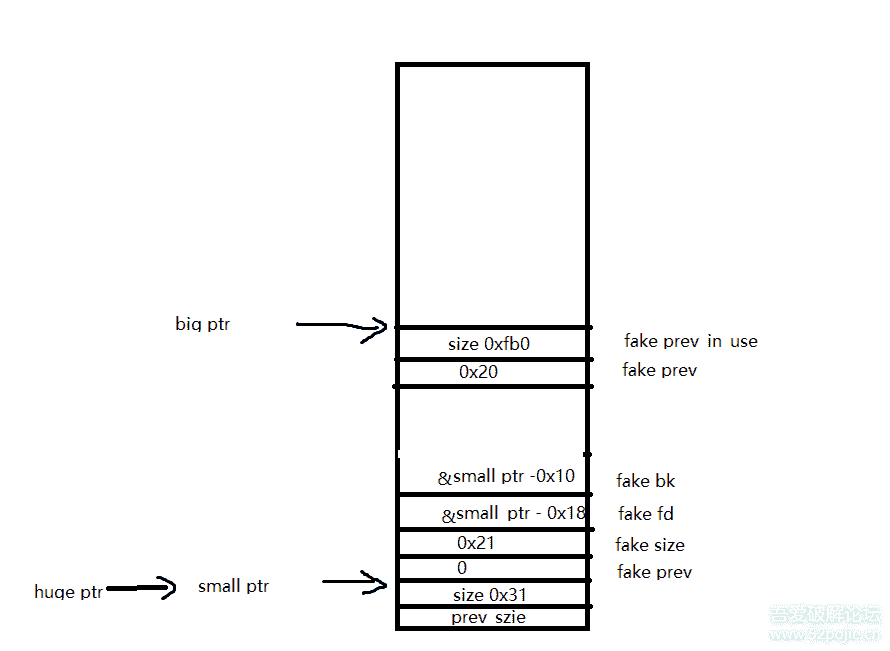 big ptr
size 0xfb0
fake prev in use
0x20
fake prev
&small ptr -0x10
fake bk
&small ptr - 0x18
fake fd
0x21
fake size
0
fake prev
huge ptr
small ptr
size 0x31
prev szie
吾爱破解论坛
www.52pojie.cn